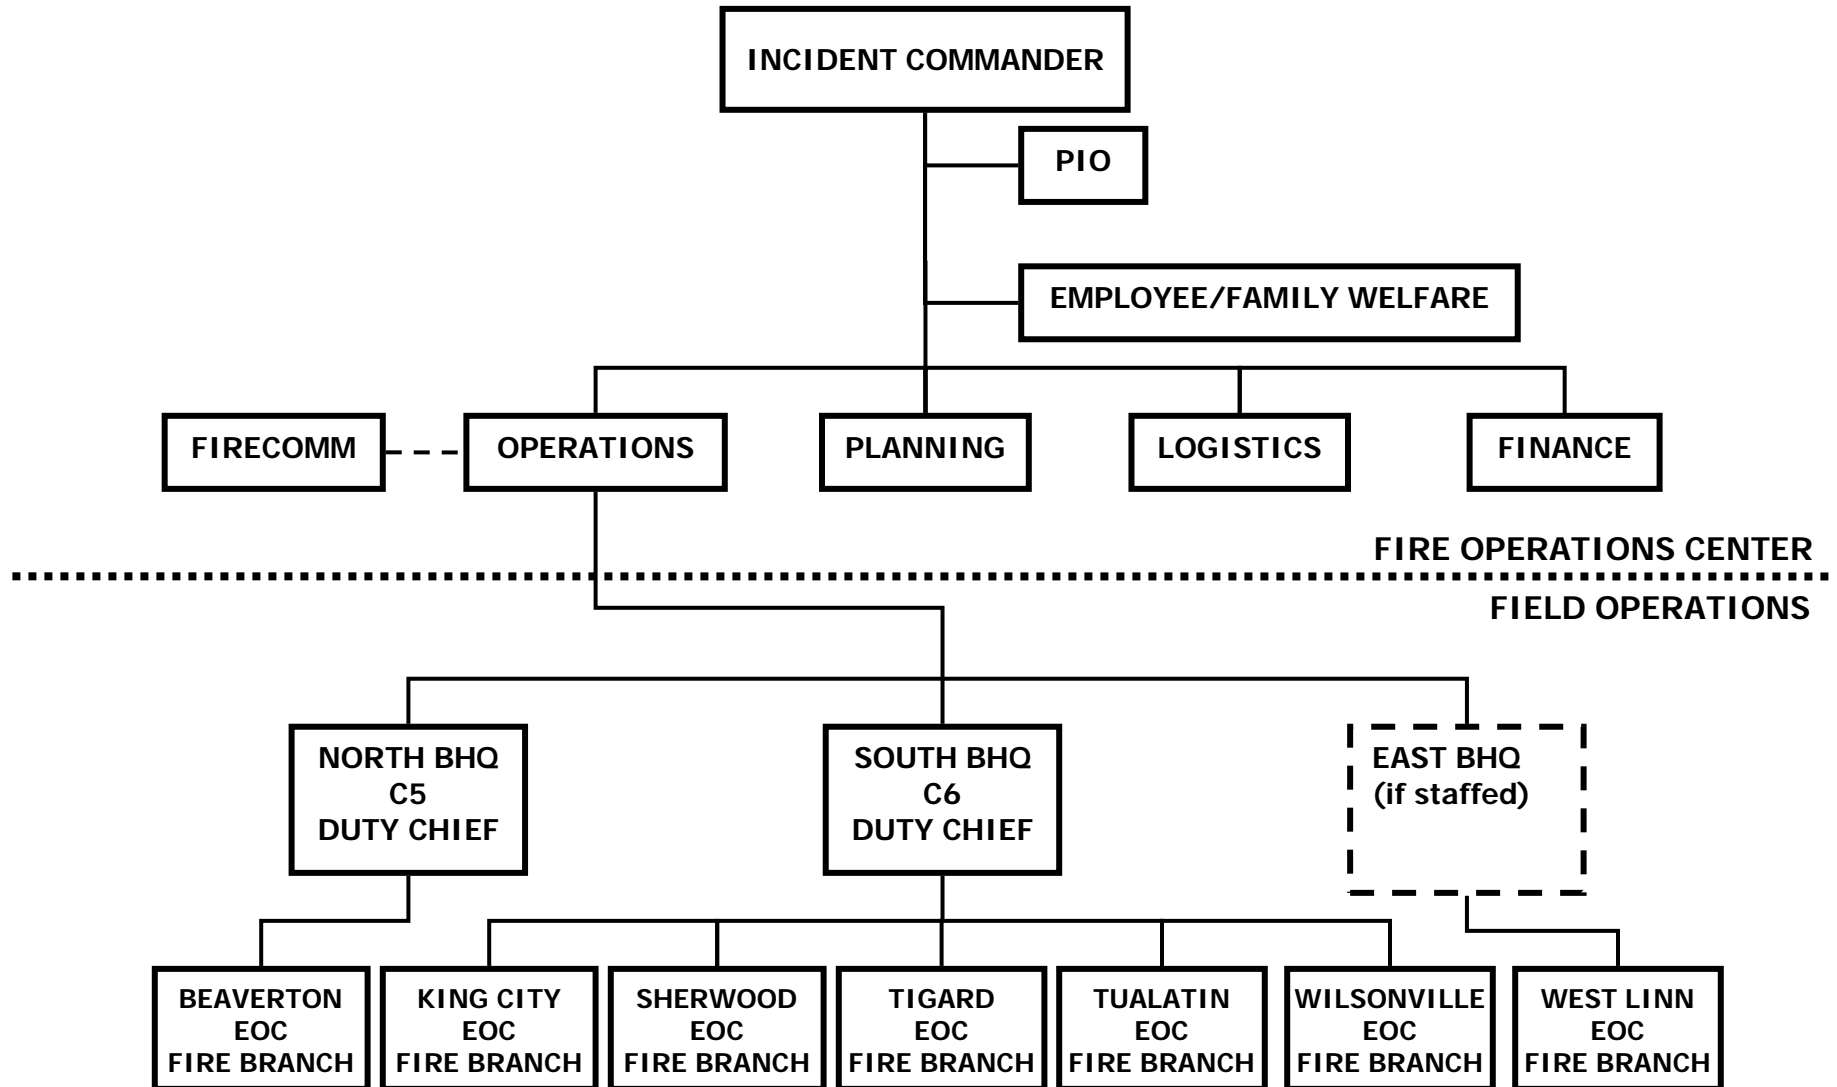 INCIDENT COMMANDER
PIO
EMPLOYEE/FAMILY WELFARE
FIRECOMM
OPERATIONS
PLANNING
LOGISTICS
FINANCE
FIRE OPERATIONS CENTER
FIELD OPERATIONS
NORTH BHQ
C5
DUTY CHIEF
SOUTH BHQ
C6
DUTY CHIEF
EAST BHQ
(if staffed)
BEAVERTON
EOC
FIRE BRANCH
KING CITY
EOC
FIRE BRANCH
SHERWOOD
EOC
FIRE BRANCH
TIGARD
EOC
FIRE BRANCH
TUALATIN
EOC
FIRE BRANCH
WILSONVILLE
EOC
FIRE BRANCH
WEST LINN
EOC
FIRE BRANCH